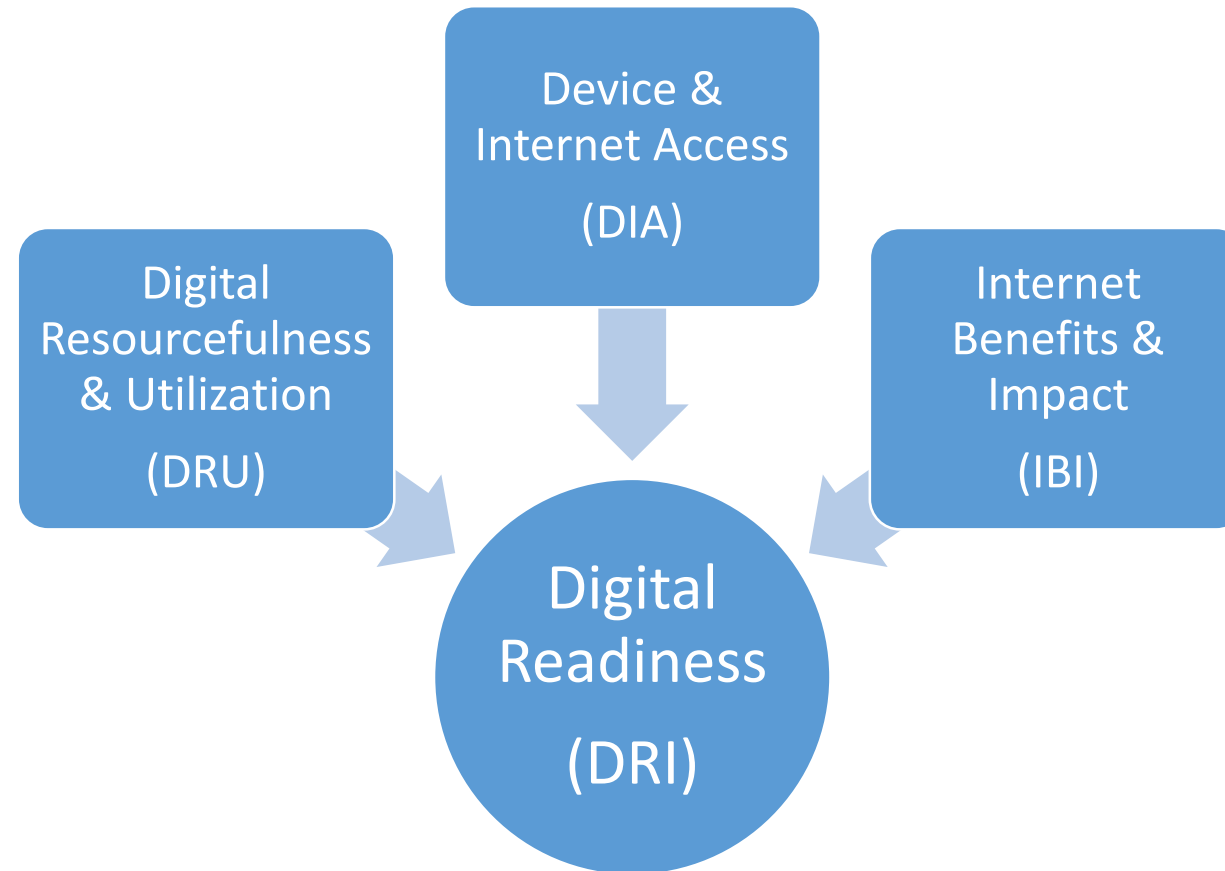 Device &
Internet Access
(DIA)
Digital
Resourcefulness
& Utilization
(DRU)
Internet
Benefits &
Impact
(IBI)
Digital
Readiness
(DRI)